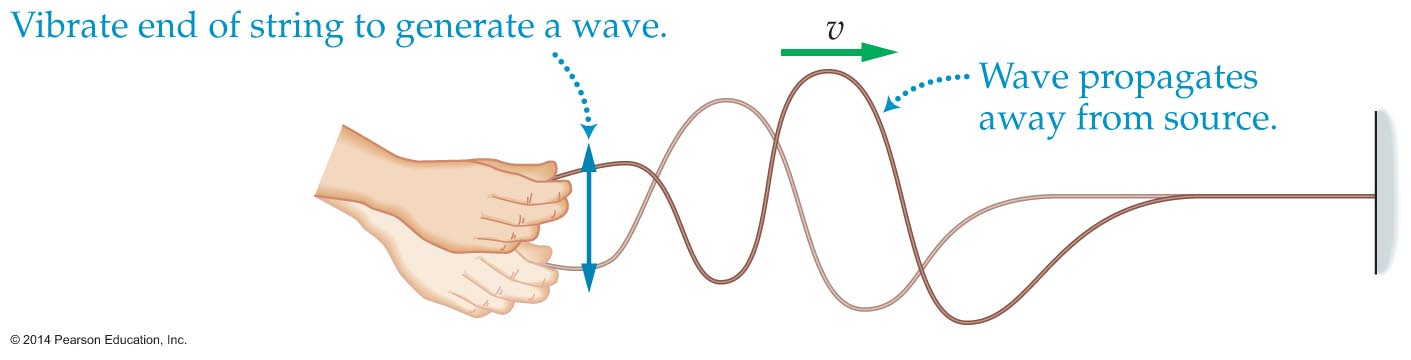 Vibrate end of string to generate a wave.
v
Wave propagates
away from source.
© 2014 Pearson Education, Inc.